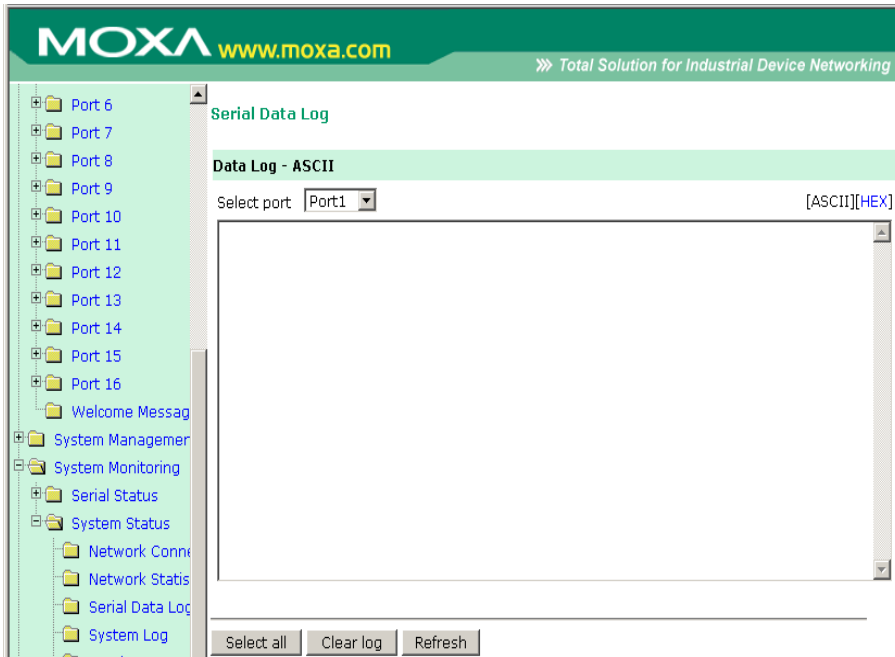 MOXA www.moxa.com
Total Solution for Industrial Device Networking
Port 6
Port 7
Port 8
Port 9
Port 10
Port 11
Port 12
Port 13
Port 14
Port 15
Port 16
Welcome Messag
System Managemer
System Monitoring
Serial Status
System Status
Network Conne
Network Statis
Serial Data Log
System Log
Serial Data Log
Data Log - ASCII
Select port Port1 [ASCII][HEX]
Select all Clear log Refresh